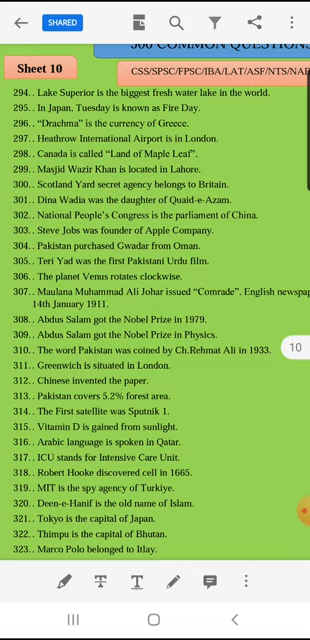 SHARED
500 COMMON QUESTIONS
Sheet 10
CSS/SPSC/FPSC/IBA/LAT/ASF/NTS/NAB
294. . Lake Superior is the biggest fresh water lake in the world.
295. . In Japan, Tuesday is known as Fire Day.
296. . “Drachma” is the currency of Greece.
297. . Heathrow International Airport is in London.
298. . Canada is called “Land of Maple Leaf”.
299. . Masjid Wazir Khan is located in Lahore.
300. . Scotland Yard secret agency belongs to Britain.
301. . Dina Wadia was the daughter of Quaid-e-Azam.
302. . National People’s Congress is the parliament of China.
303. . Steve Jobs was founder of Apple Company.
304. . Pakistan purchased Gwadar from Oman.
305. . Teri Yad was the first Pakistani Urdu film.
306. . The planet Venus rotates clockwise.
307. . Maulana Muhammad Ali Johar issued “Comrade”. English newspap
14th January 1911.
308. . Abdus Salam got the Nobel Prize in 1979.
309. . Abdus Salam got the Nobel Prize in Physics.
310. . The word Pakistan was coined by Ch.Rehmat Ali in 1933.
10
311. . Greenwich is situated in London.
312. . Chinese invented the paper.
313. . Pakistan covers 5.2% forest area.
314. . The First satellite was Sputnik 1.
315. . Vitamin D is gained from sunlight.
316. . Arabic language is spoken in Qatar.
317. . ICU stands for Intensive Care Unit.
318. . Robert Hooke discovered cell in 1665.
319. . MIT is the spy agency of Turkiye.
320. . Deen-e-Hanif is the old name of Islam.
321. . Tokyo is the capital of Japan.
322. . Thimpu is the capital of Bhutan.
323. . Marco Polo belonged to Itlay.